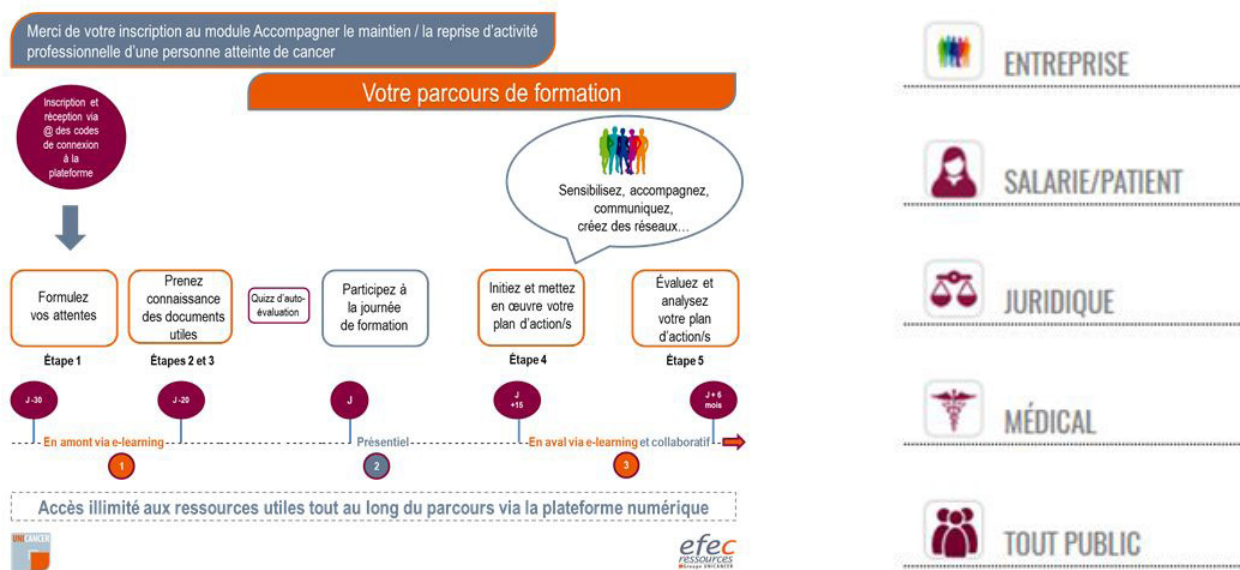 Merci de votre inscription au module Accompagner le maintien / la reprise d'activité
professionnelle d'une personne atteinte de cancer
Votre parcours de formation
Inscription et
réception via
@ des codes
de connexion
à la
plateforme
Sensibilisez, accompagnez,
communiquez,
créez des réseaux...
Formulez
vos attentes
Prenez
connaissance
des documents
utiles
Quizz d'auto-
évaluation
Participez à
la journée
de formation
Initiez et mettez
en œuvre votre
plan d'action/s
Évaluez et
analysez
votre plan
d'action/s
Étape 1
Étapes 2 et 3
Étape 4
Étape 5
J -30
J -20
J
J
+15
J + 6
mois
En amont via e-learning
Présentiel
En aval via e-learning et collaboratif
1
2
3
Accès illimité aux ressources utiles tout au long du parcours via la plateforme numérique
UNICANCER
efec
ressources
Groupe UNICANCER
ENTREPRISE
SALARIE/PATIENT
JURIDIQUE
MÉDICAL
TOUT PUBLIC